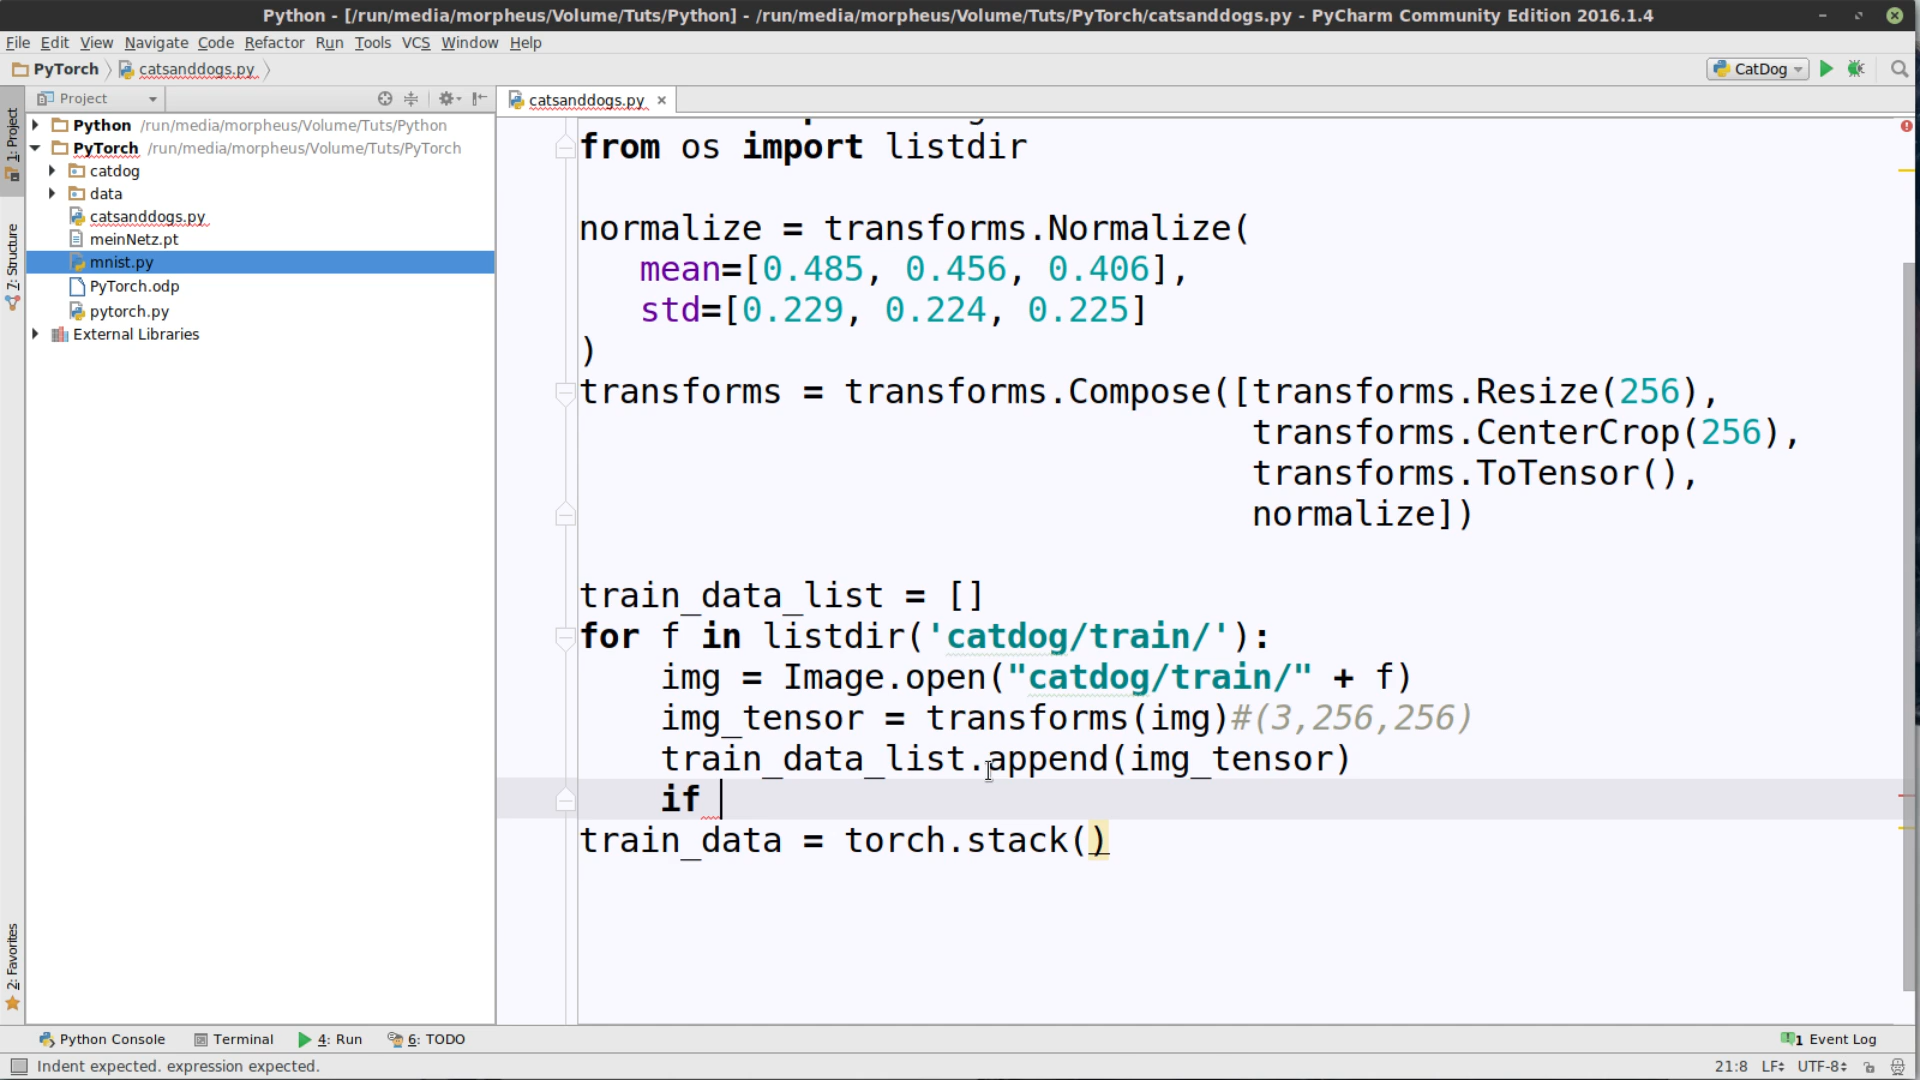 Python - [/run/media/morpheus/Volume/Tuts/Python] - /run/media/morpheus/Volume/Tuts/PyTorch/catsanddogs.py - PyCharm Community Edition 2016.1.4
File Edit View Navigate Code Refactor Run Tools VCS Window Help
PyTorch catsanddogs.py CatDog
Project
catsanddogs.py
1: Project
7: Structure
2: Favorites
Python /run/media/morpheus/Volume/Tuts/Python
PyTorch /run/media/morpheus/Volume/Tuts/PyTorch
catdog
data
catsanddogs.py
meinNetz.pt
mnist.py
PyTorch.odp
pytorch.py
External Libraries
from os import listdir
normalize = transforms.Normalize(
mean=[0.485, 0.456, 0.406],
std=[0.229, 0.224, 0.225]
)
transforms = transforms.Compose([transforms.Resize(256),
transforms.CenterCrop(256),
transforms.ToTensor(),
normalize])
train_data_list = []
for f in listdir('catdog/train/'):
img = Image.open("catdog/train/" + f)
img_tensor = transforms(img)#(3,256,256)
train_data_list.append(img_tensor)
if
train_data = torch.stack()
Python Console Terminal 4: Run 6: TODO 1 Event Log
Indent expected. expression expected. 21:8 LF UTF-8